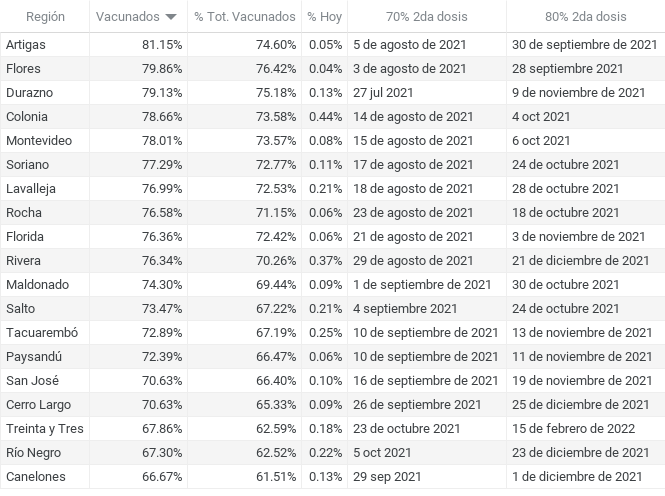 Región Vacunados % Tot. Vacunados % Hoy 70% 2da dosis 80% 2da dosis
Artigas 81.15% 74.60% 0.05% 5 de agosto de 2021 30 de septiembre de 2021
Flores 79.86% 76.42% 0.04% 3 de agosto de 2021 28 septiembre 2021
Durazno 79.13% 75.18% 0.13% 27 jul 2021 9 de noviembre de 2021
Colonia 78.66% 73.58% 0.44% 14 de agosto de 2021 4 oct 2021
Montevideo 78.01% 73.57% 0.08% 15 de agosto de 2021 6 oct 2021
Soriano 77.29% 72.77% 0.11% 17 de agosto de 2021 24 de octubre 2021
Lavalleja 76.99% 72.53% 0.21% 18 de agosto de 2021 28 de octubre 2021
Rocha 76.58% 71.15% 0.06% 23 de agosto de 2021 18 de octubre 2021
Florida 76.36% 72.42% 0.06% 21 de agosto de 2021 3 de noviembre de 2021
Rivera 76.34% 70.26% 0.37% 29 de agosto de 2021 21 de diciembre de 2021
Maldonado 74.30% 69.44% 0.09% 1 de septiembre de 2021 30 de octubre 2021
Salto 73.47% 67.22% 0.21% 4 septiembre 2021 24 de octubre 2021
Tacuarembó 72.89% 67.19% 0.25% 10 de septiembre de 2021 13 de noviembre de 2021
Paysandú 72.39% 66.47% 0.06% 10 de septiembre de 2021 11 de noviembre de 2021
San José 70.63% 66.40% 0.10% 16 de septiembre de 2021 19 de noviembre de 2021
Cerro Largo 70.63% 65.33% 0.09% 26 de septiembre 2021 25 de diciembre de 2021
Treinta y Tres 67.86% 62.59% 0.18% 23 de octubre de 2021 15 de febrero de 2022
Río Negro 67.30% 62.52% 0.22% 5 oct 2021 23 de diciembre de 2021
Canelones 66.67% 61.51% 0.13% 29 sep 2021 1 de diciembre de 2021